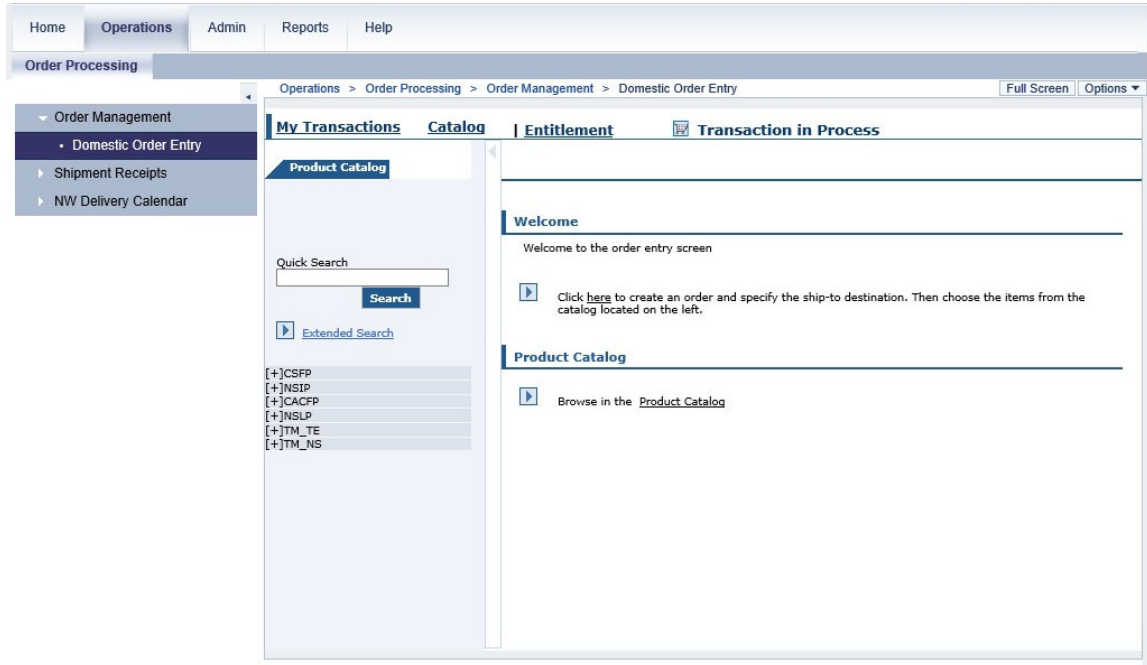 Home Operations Admin Reports Help
Order Processing
Operations > Order Processing > Order Management > Domestic Order Entry Full Screen Options
Order Management
• Domestic Order Entry
Shipment Receipts
NW Delivery Calendar
My Transactions Catalog | Entitlement Transaction in Process
Product Catalog
Quick Search
Search
Extended Search
[+]CSFP
[+]NSIP
[+]CACFP
[+]NSLP
[+]TM_TE
[+]TM_NS
Welcome
Welcome to the order entry screen
Click here to create an order and specify the ship-to destination. Then choose the items from the
catalog located on the left.
Product Catalog
Browse in the Product Catalog